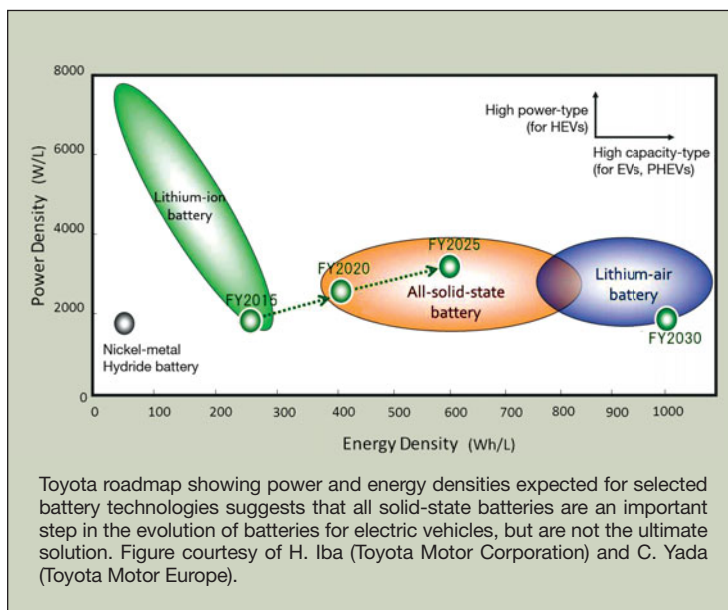 8000
High power-type
(for HEVs)
High capacity-type
(for EVs, PHEVs)
6000
Power Density (W/L)
Lithium-ion
battery
4000
FY2025
FY2020
Lithium-air
battery
FY2015
All-solid-state
battery
2000
FY2030
Nickel-metal
Hydride battery
0
0 100 200 300 400 500 600 700 800 900 1000
Energy Density (Wh/L)
Toyota roadmap showing power and energy densities expected for selected
battery technologies suggests that all solid-state batteries are an important
step in the evolution of batteries for electric vehicles, but are not the ultimate
solution. Figure courtesy of H. Iba (Toyota Motor Corporation) and C. Yada
(Toyota Motor Europe).